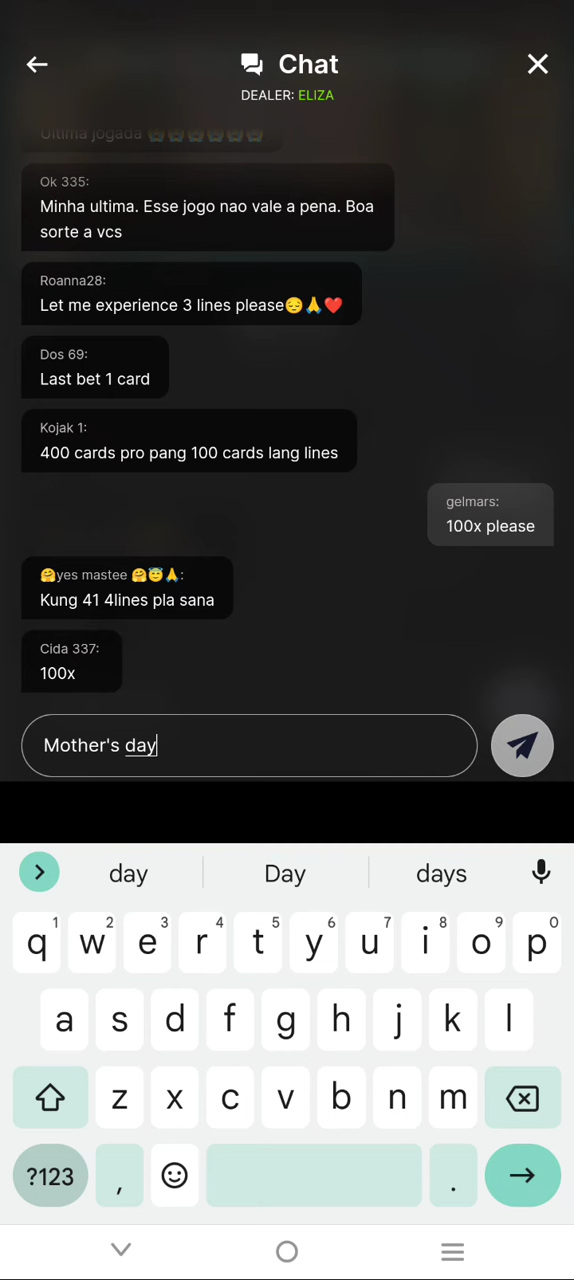 Chat
DEALER: ELIZA
Ultima jogada 😭😭😭😭😭😭
Ok 335:
Minha ultima. Esse jogo nao vale a pena. Boa
sorte a vcs
Roanna28:
Let me experience 3 lines please😔🙏❤️
Dos 69:
Last bet 1 card
Kojak 1:
400 cards pro pang 100 cards lang lines
gelmars:
100x please
🤗yes mastee 🤗😇🙏:
Kung 41 4lines pla sana
Cida 337:
100x
Mother's day
day Day days
1 2 3 4 5 6 7 8 9 0
q w e r t y u i o p
a s d f g h j k l
z x c v b n m
?123 , .